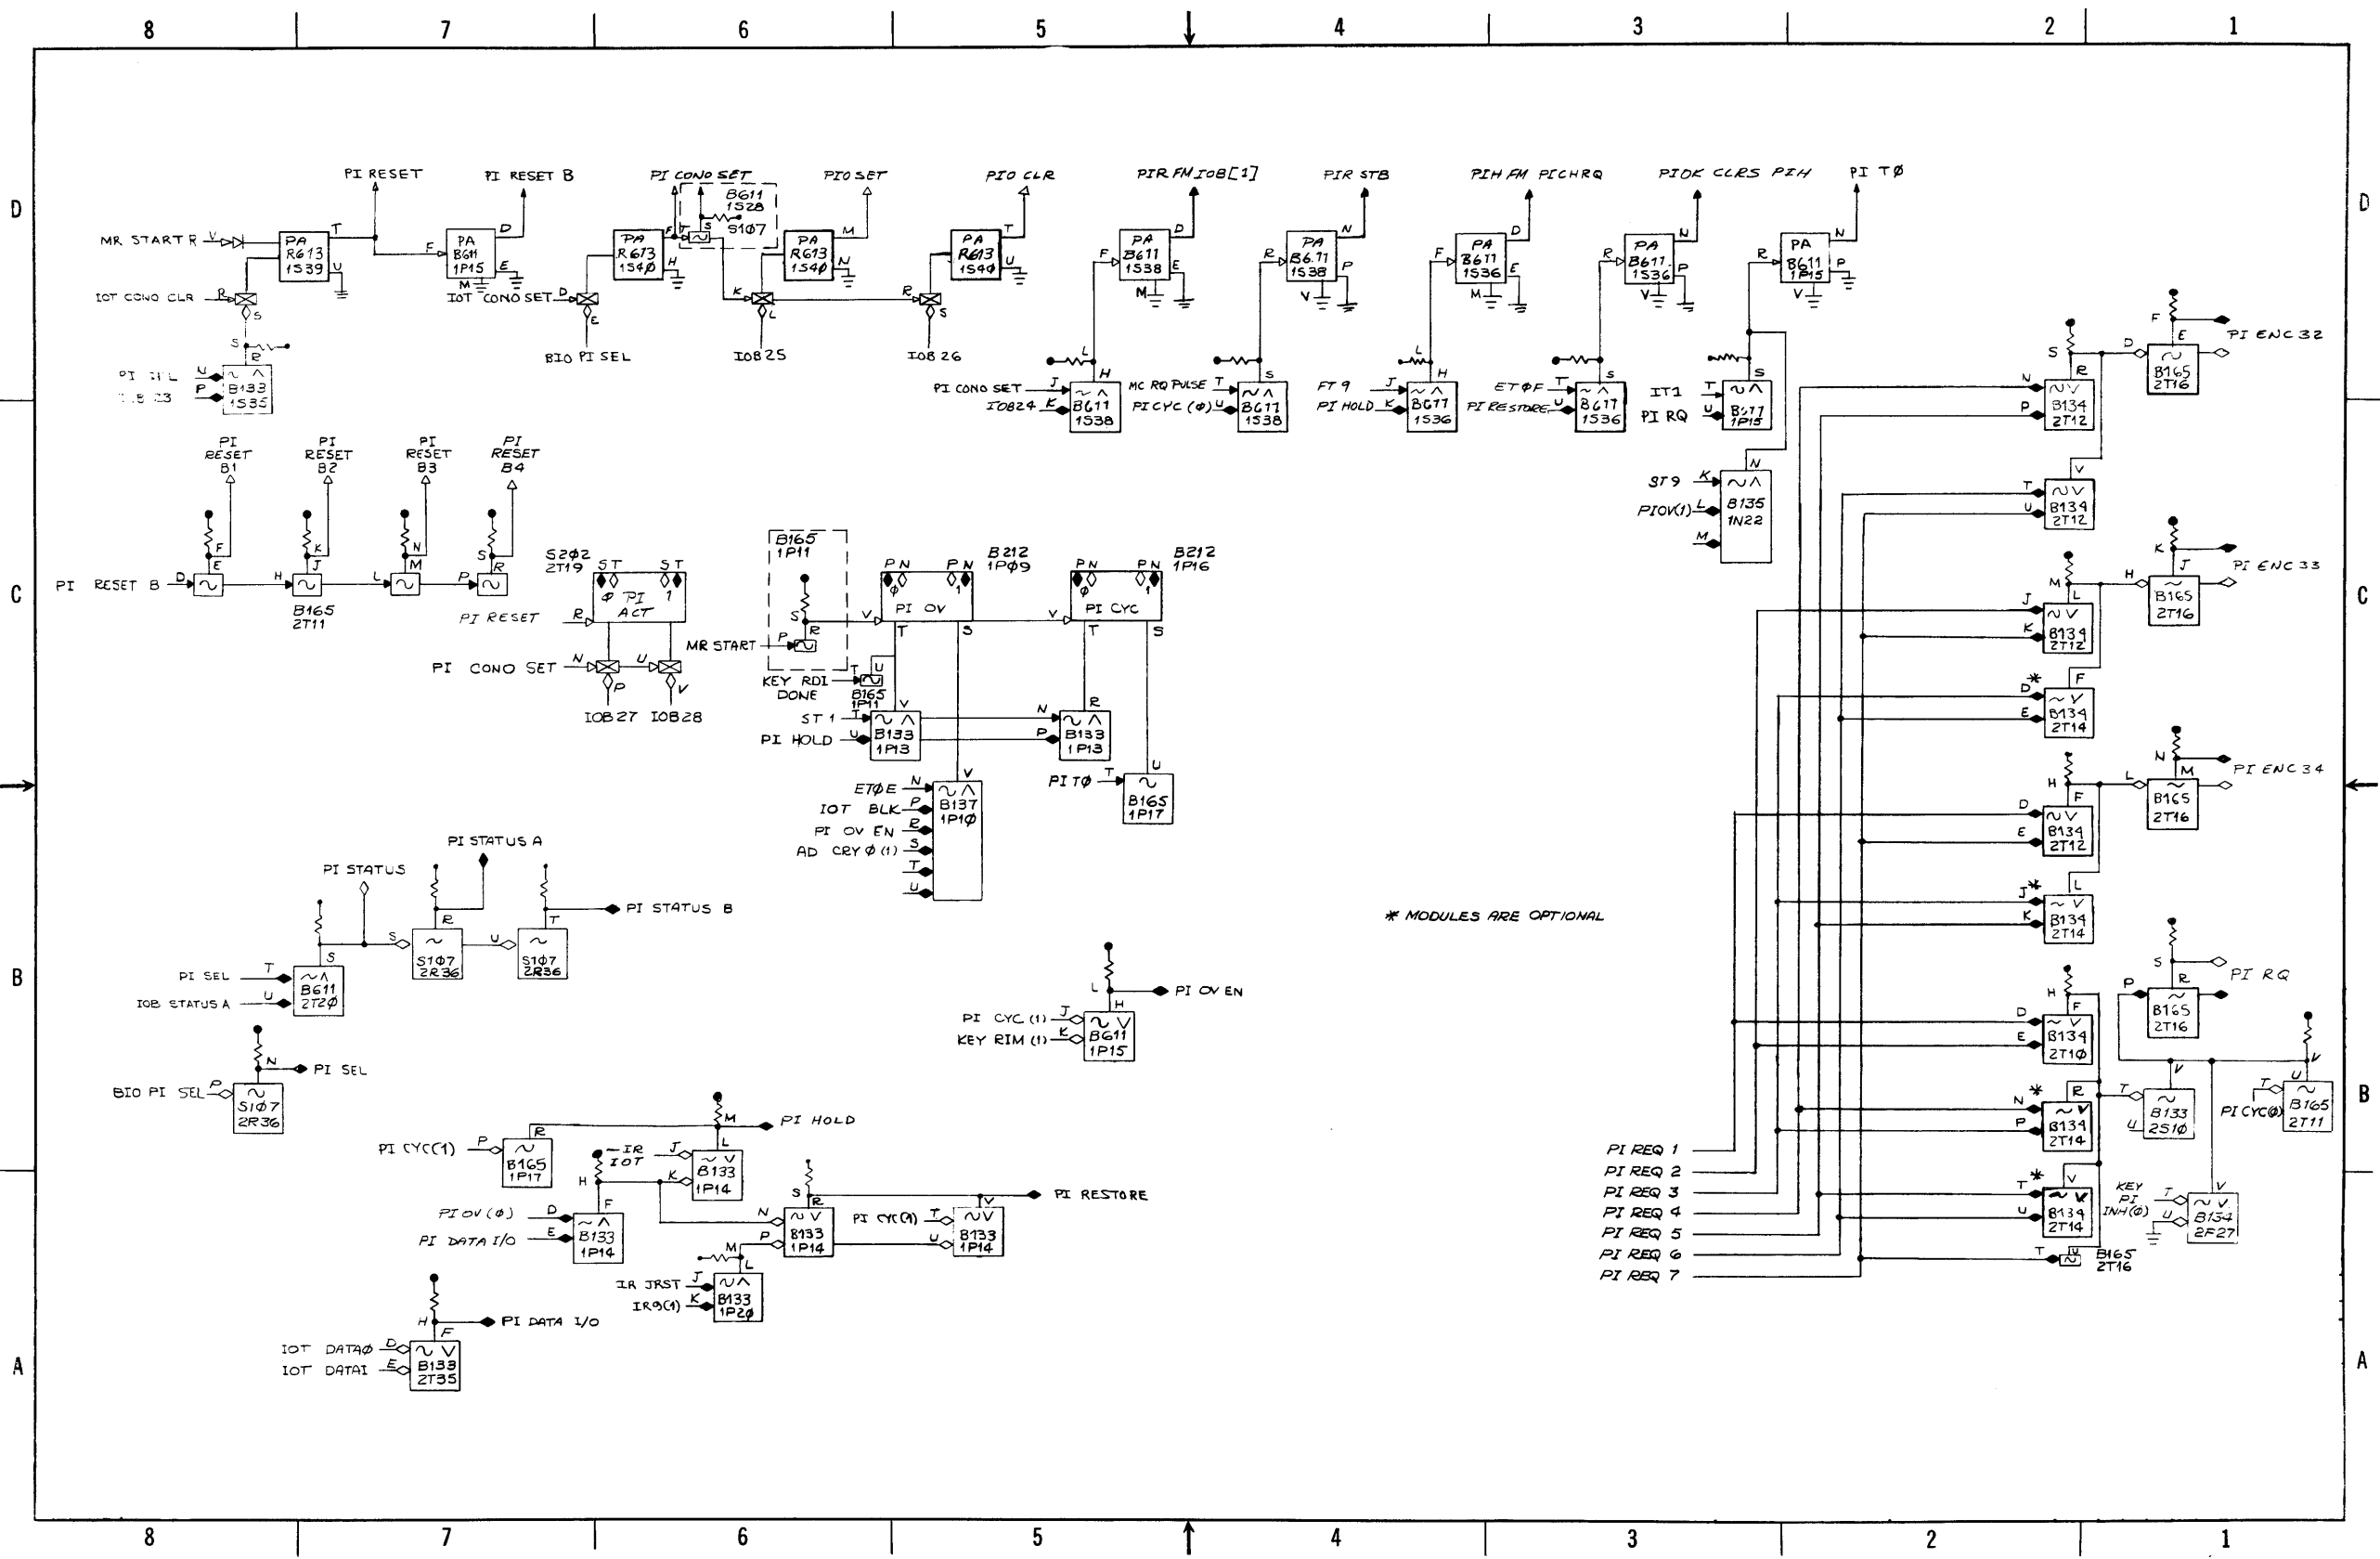 8 7 6 5 4 3 2 1
D
D
PI RESET
PI RESET B
PI CONO SET
PIO SET
PIO CLR
PIR FM IOB[1]
PIR STB
PIH FM PICHRQ
PIOK CLRS PIH
PI TØ
B611
1S28
S107
MR START R
V
PA
R613
1S39
T
U
F
PA
B611
1P15
D
E
M
PA
R613
1S4Ø
F
H
T
S
PA
R613
1S4Ø
M
N
PA
R613
1S4Ø
T
U
F
PA
B611
1S38
D
E
M
R
PA
B611
1S38
N
P
V
F
PA
B611
1S36
D
E
M
R
PA
B611
1S36
N
P
V
R
PA
B611
1P15
N
P
V
IOT CONO CLR
R
S
IOT CONO SET
D
E
K
L
R
S
BIO PI SEL
IOB 25
IOB 26
S
R
U
P
B133
1S35
PI CONO SET
J
IOB24
K
L
H
B611
1S38
MC RQ PULSE
T
PI CYC (Ø)
U
S
B611
1S38
FT 9
J
PI HOLD
K
L
H
B611
1S36
ETØF
T
PI RESTORE
U
S
B611
1S36
IT1
T
PI RQ
U
S
B611
1P15
ST9
K
PIOV(1)
L
M
N
B135
1N22
F
E
D
B165
2T16
PI ENC 32
S
R
N
P
B134
2T12
V
T
U
B134
2T12
C
C
PI
RESET
B1
PI
RESET
B2
PI
RESET
B3
PI
RESET
B4
PI RESET B
D
E
F
H
J
K
L
M
N
P
R
S
B165
2T11
S2Ø2
2T19
S T
S T
Ø PI 1
ACT
PI RESET
R
PI CONO SET
N
U
P
V
IOB27
IOB28
B165
1P11
S
R
P
MR START
P N
P N
B212
1PØ9
Ø 1
PI OV
V
T
S
P N
P N
B212
1P16
Ø 1
PI CYC
V
T
S
KEY RDI
DONE
T
U
B165
1P11
ST 1
T
PI HOLD
U
V
B133
1P13
N
P
R
B133
1P13
ETØE
N
IOT BLK
P
PI OV EN
R
AD CRY Ø (1)
S
T
U
V
B137
1P1Ø
PI TØ
T
U
B165
1P17
K
J
H
B165
2T16
PI ENC 33
M
L
J
K
B134
2T12
*
D
E
F
B134
2T14
N
M
L
B165
2T16
PI ENC 34
H
F
D
E
B134
2T12
*
J
K
L
B134
2T14
* MODULES ARE OPTIONAL
B
B
PI STATUS A
PI STATUS
PI STATUS B
PI SEL
T
IOB STATUS A
U
S
B611
2T2Ø
S
R
S1Ø7
2R36
U
T
S1Ø7
2R36
N
PI SEL
BIO PI SEL
P
S1Ø7
2R36
L
H
PI OV EN
PI CYC (1)
J
KEY RIM (1)
K
B611
1P15
S
R
P
B165
2T16
PI RQ
H
F
D
E
B134
2T1Ø
*
N
P
R
B134
2T14
T
U
V
B133
2S1Ø
PI CYC(Ø)
T
U
V
B165
2T11
*
T
U
V
B134
2T14
KEY
PI
INH(Ø)
T
U
V
B134
2F27
T
U
B165
2T16
PI REQ 1
PI REQ 2
PI REQ 3
PI REQ 4
PI REQ 5
PI REQ 6
PI REQ 7
M
PI HOLD
PI CYC(1)
P
R
B165
1P17
-IR
IOT
J
K
L
B133
1P14
H
F
PIOV (Ø)
D
PI DATA I/O
E
B133
1P14
S
R
N
P
B133
1P14
PI RESTORE
T
U
V
B133
1P14
M
L
IR JRST
J
IR9(1)
K
B133
1P2Ø
A
A
H
F
PI DATA I/O
IOT DATAØ
D
IOT DATAI
E
B133
2T35
8 7 6 5 4 3 2 1